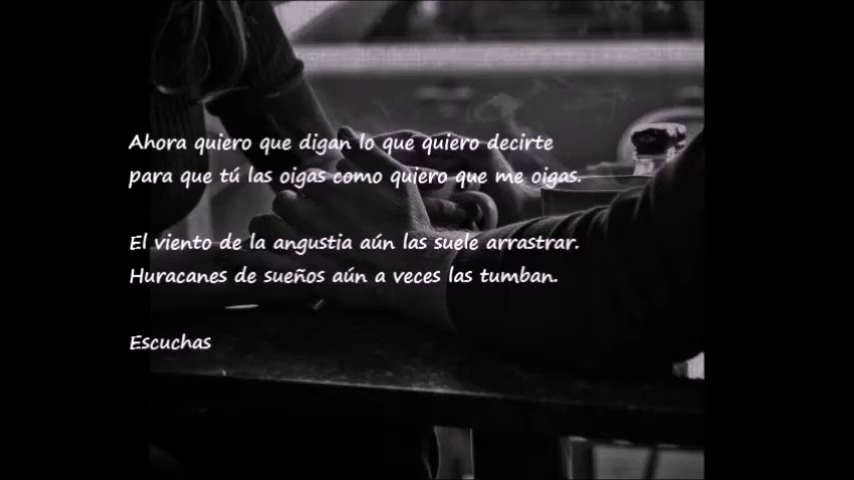 Ahora quiero que digan lo que quiero decirte
para que tú las oigas como quiero que me oigas.
El viento de la angustia aún las suele arrastrar.
Huracanes de sueños aún a veces las tumban.
Escuchas